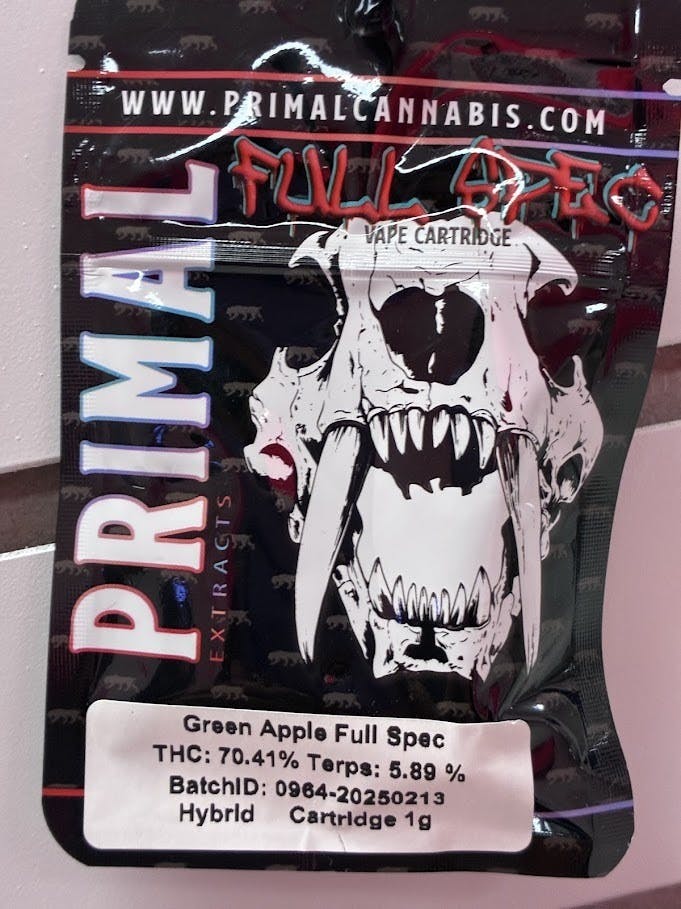 WWW.PRIMALCANNABIS.COM
FULL SPEC
VAPE CARTRIDGE
PRIMAL
EXTRACTS
Green Apple Full Spec
THC: 70.41% Terps: 5.89 %
BatchID: 0964-20250213
Hybrid Cartridge 1g